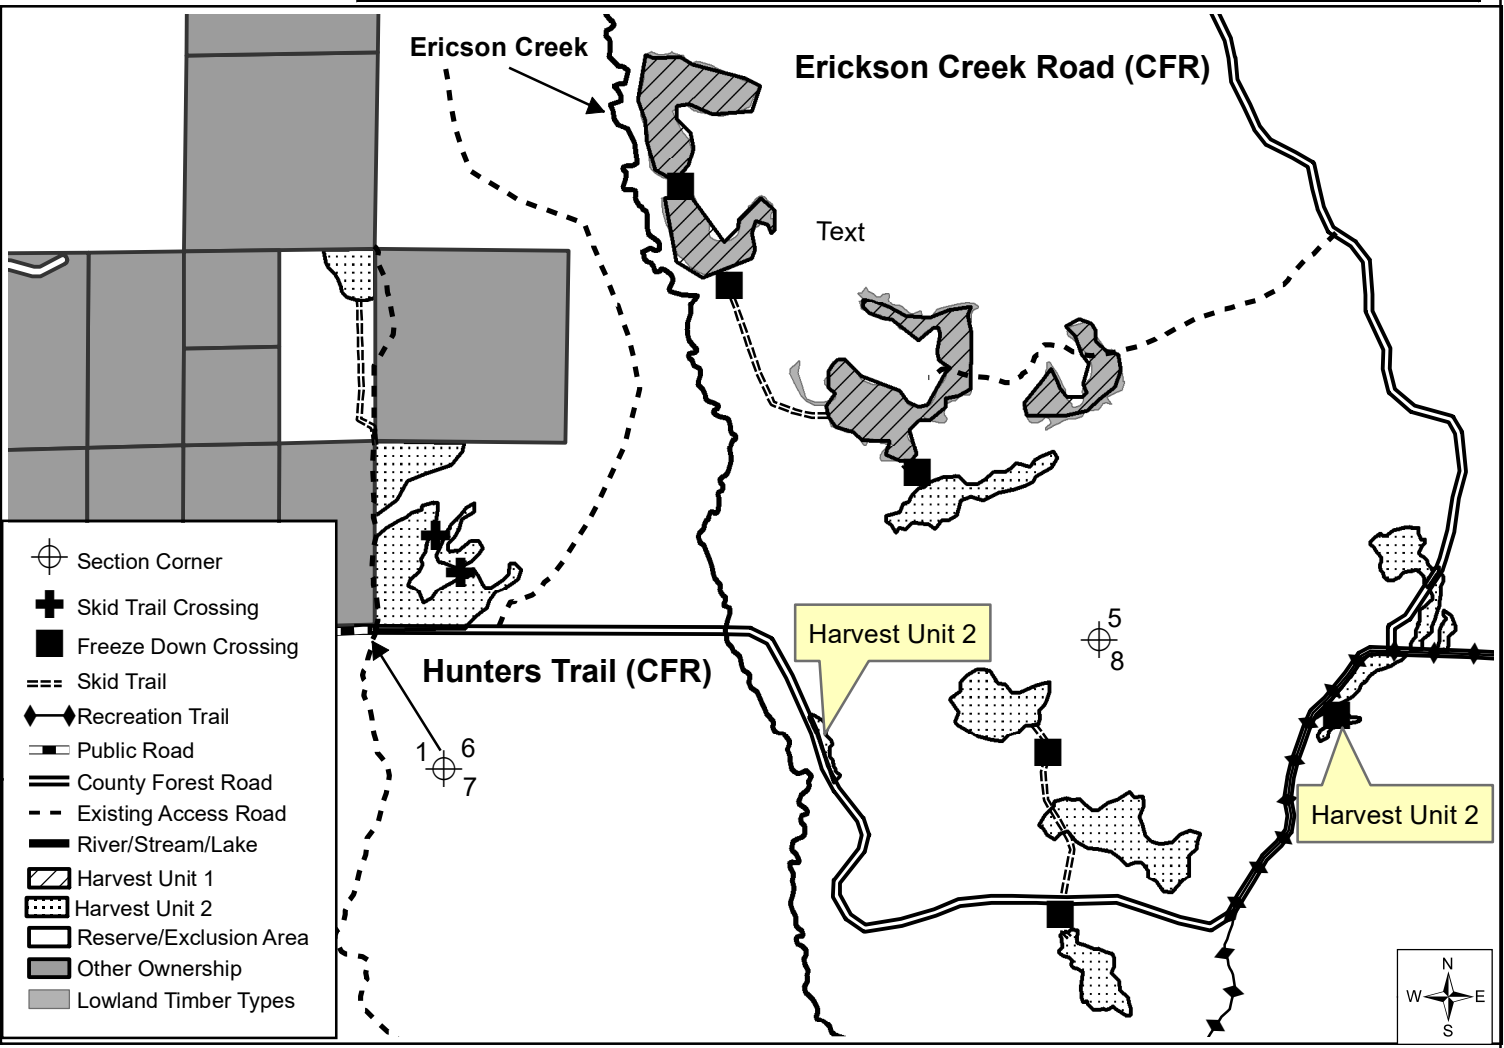 Ericson Creek
Erickson Creek Road (CFR)
Text
Section Corner
Skid Trail Crossing
Freeze Down Crossing
Skid Trail
Recreation Trail
Public Road
County Forest Road
Existing Access Road
River/Stream/Lake
Harvest Unit 1
Harvest Unit 2
Reserve/Exclusion Area
Other Ownership
Lowland Timber Types
Hunters Trail (CFR)
1 6
7
Harvest Unit 2
5
8
Harvest Unit 2
N
W E
S